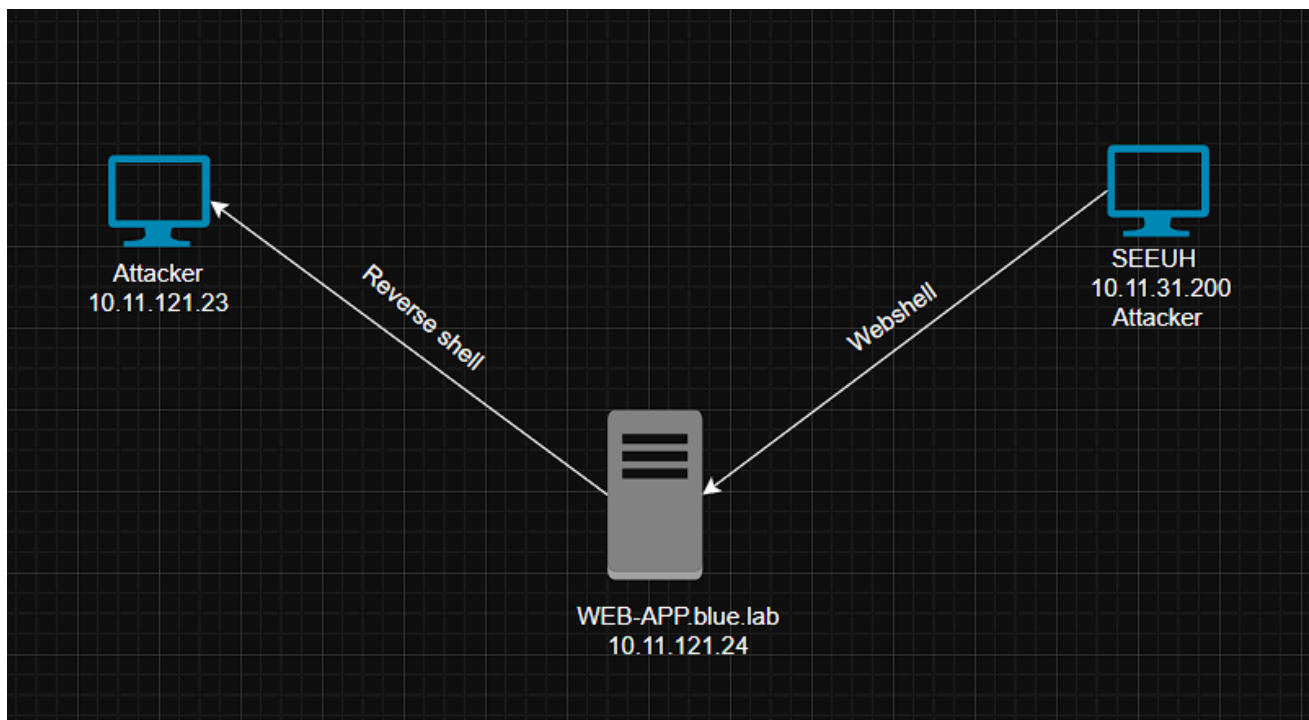 Attacker
10.11.121.23
Reverse shell
Webshell
SEEUH
10.11.31.200
Attacker
WEB-APP.blue.lab
10.11.121.24